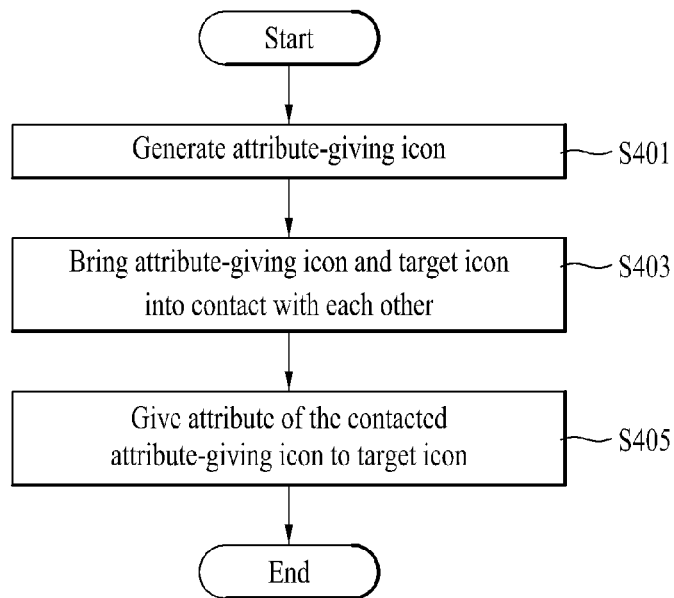 Start
Generate attribute-giving icon
S401
Bring attribute-giving icon and target icon
into contact with each other
S403
Give attribute of the contacted
attribute-giving icon to target icon
S405
End